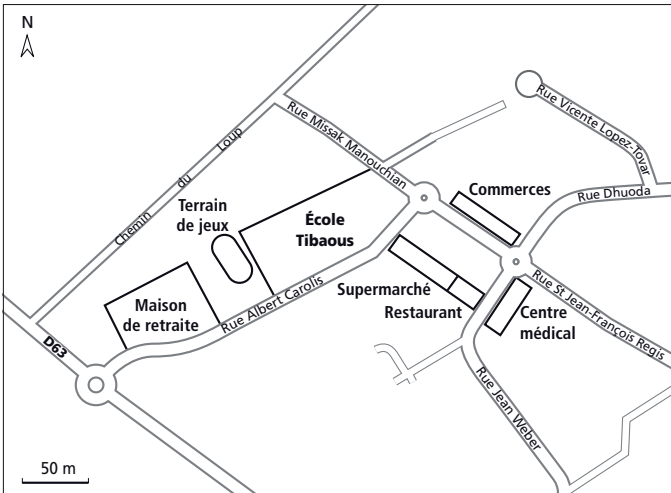 N
Chemin du Loup
Rue Missak Manouchian
Rue Vicente Lopez-Tovar
Rue Dhuoda
Commerces
Terrain
de jeux
École
Tibaous
Supermarché
Restaurant
Rue St Jean-François Regis
Centre
médical
Maison
de retraite
Rue Albert Carolis
D63
Rue Jean Weber
50 m